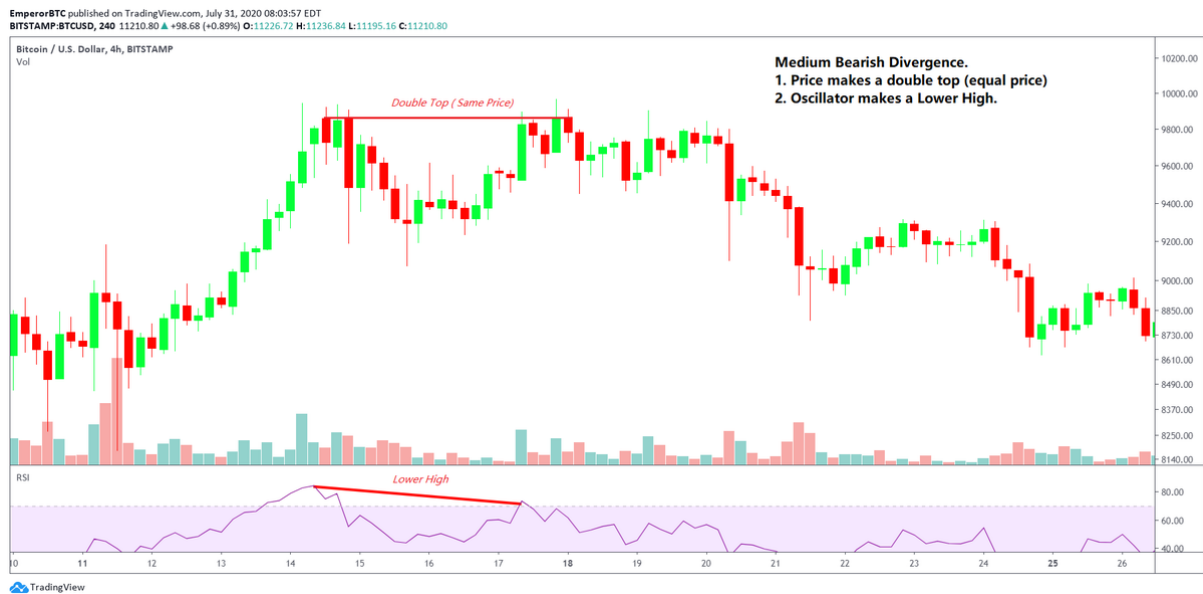 EmperorBTC published on TradingView.com, July 31, 2020 08:03:57 EDT
BITSTAMP:BTCUSD, 240 11210.80 ▲ +98.68 (+0.89%) O:11226.72 H:11236.84 L:11195.16 C:11210.80
Bitcoin / U.S. Dollar, 4h, BITSTAMP
Vol
Medium Bearish Divergence.
1. Price makes a double top (equal price)
2. Oscillator makes a Lower High.
Double Top ( Same Price)
10200.00
10000.00
9800.00
9600.00
9400.00
9200.00
9000.00
8850.00
8730.00
8610.00
8490.00
8370.00
8250.00
8140.00
RSI
Lower High
80.00
60.00
40.00
10 11 12 13 14 15 16 17 18 19 20 21 22 23 24 25 26
TradingView